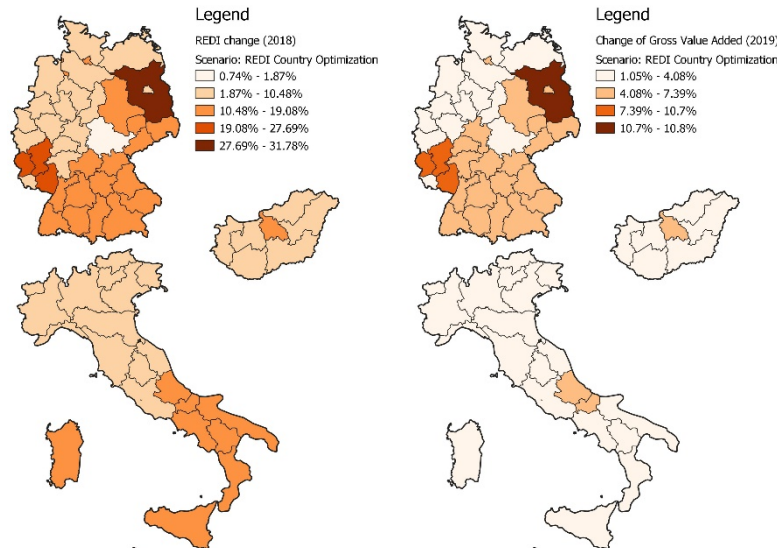 Legend
REDI change (2018)
Scenario: REDI Country Optimization
0.74% - 1.87%
1.87% - 10.48%
10.48% - 19.08%
19.08% - 27.69%
27.69% - 31.78%
Legend
Change of Gross Value Added (2019)
Scenario: REDI Country Optimization
1.05% - 4.08%
4.08% - 7.39%
7.39% - 10.7%
10.7% - 10.8%